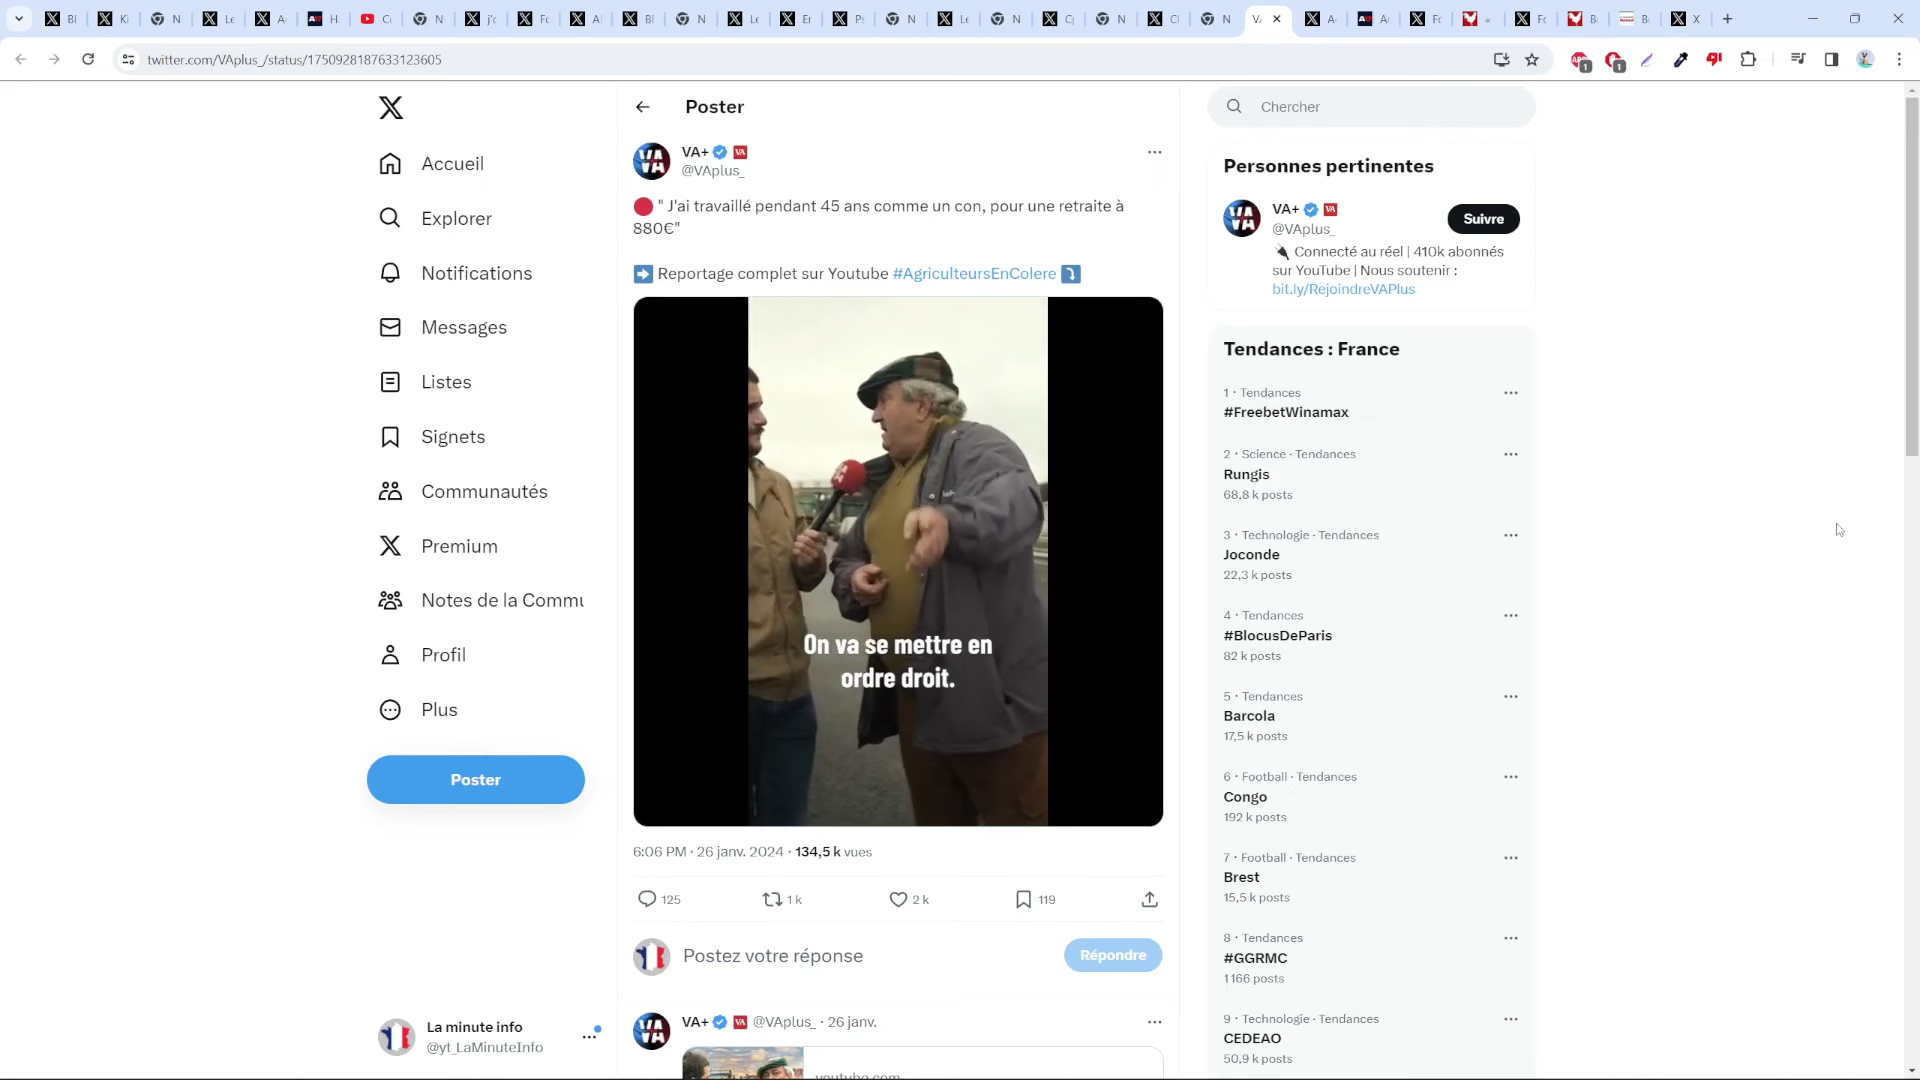 twitter.com/VAplus_/status/1750928187633123605
Poster
Chercher
Accueil
Explorer
Notifications
Messages
Listes
Signets
Communautés
Premium
Notes de la Commu
Profil
Plus
Poster
La minute info
@yt_LaMinuteInfo
VA+
@VAplus_
" J'ai travaillé pendant 45 ans comme un con, pour une retraite à
880€"
Reportage complet sur Youtube #AgriculteursEnColere
On va se mettre en
ordre droit.
6:06 PM · 26 janv. 2024 · 134,5 k vues
125
1 k
2 k
119
Postez votre réponse
Répondre
VA+ @VAplus_ · 26 janv.
youtube.com
Personnes pertinentes
VA+
@VAplus_
Suivre
Connecté au réel | 410k abonnés
sur YouTube | Nous soutenir :
bit.ly/RejoindreVAPlus
Tendances : France
1 · Tendances
#FreebetWinamax
2 · Science · Tendances
Rungis
68,8 k posts
3 · Technologie · Tendances
Joconde
22,3 k posts
4 · Tendances
#BlocusDeParis
82 k posts
5 · Tendances
Barcola
17,5 k posts
6 · Football · Tendances
Congo
192 k posts
7 · Football · Tendances
Brest
15,5 k posts
8 · Tendances
#GGRMC
1 166 posts
9 · Technologie · Tendances
CEDEAO
50,9 k posts